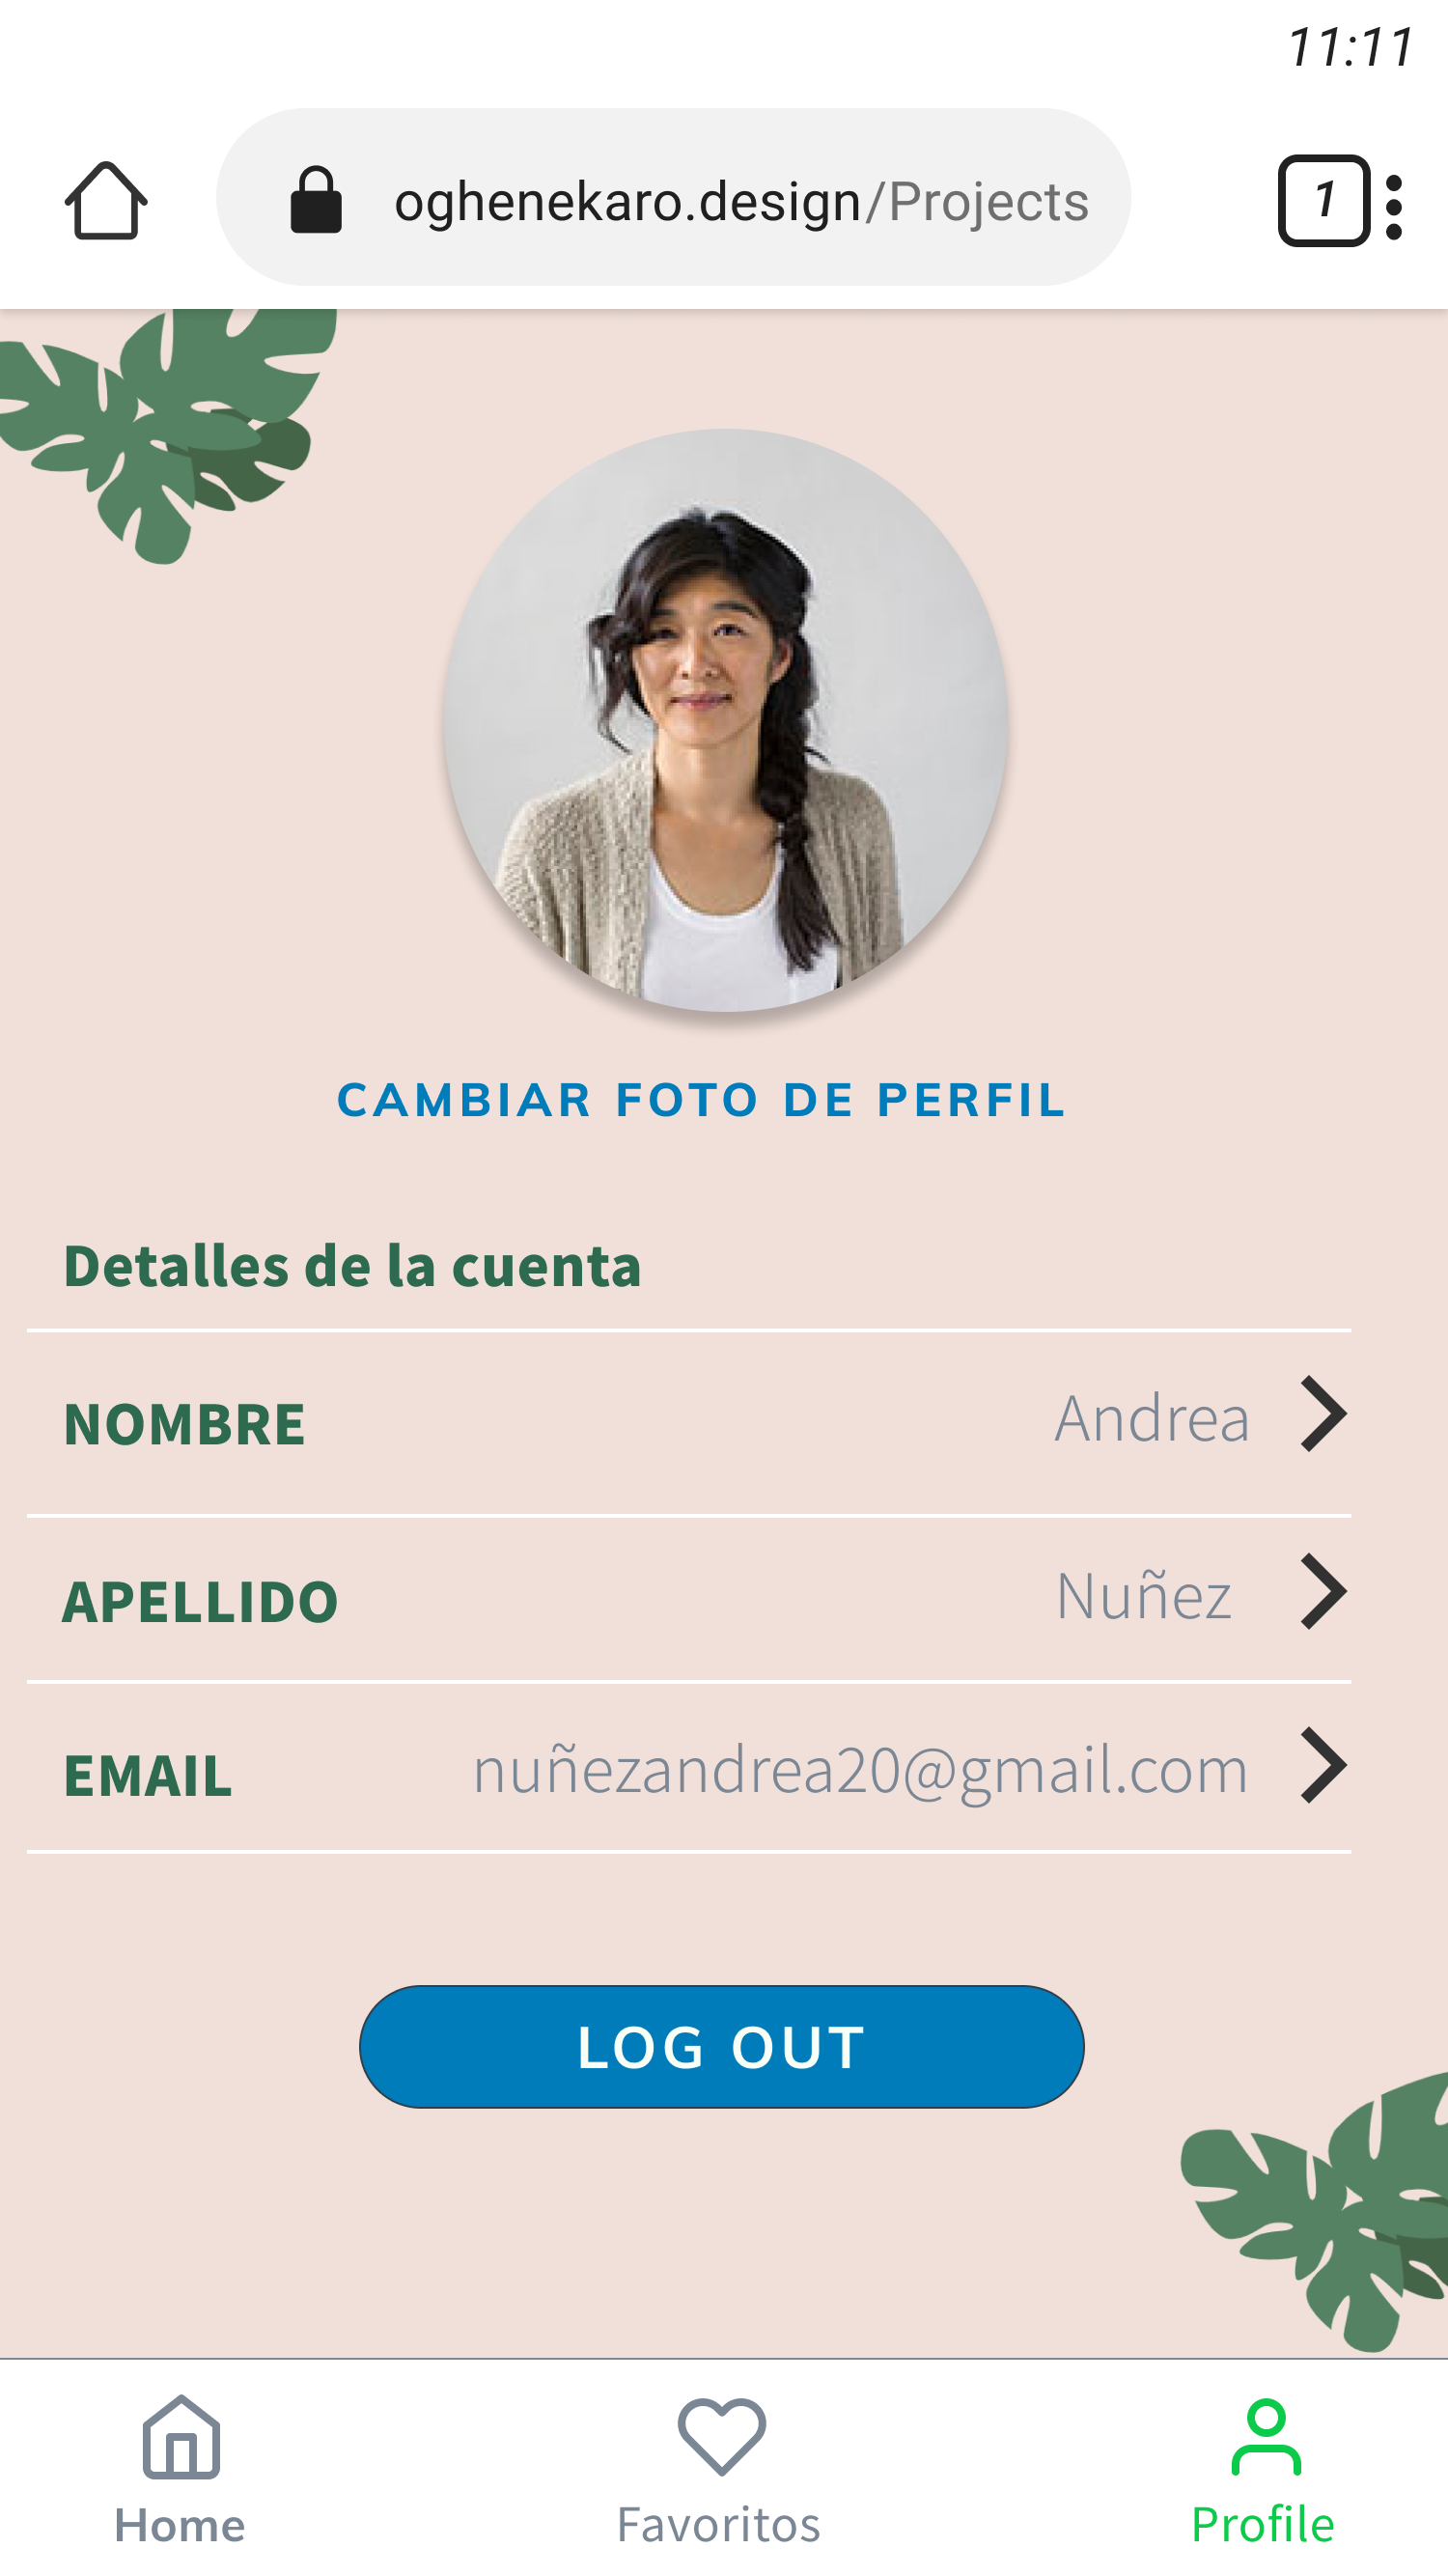 11:11
oghenekaro.design/Projects
1
CAMBIAR FOTO DE PERFIL
Detalles de la cuenta
NOMBRE Andrea
APELLIDO Nuñez
EMAIL nuñezandrea20@gmail.com
LOG OUT
Home Favoritos Profile